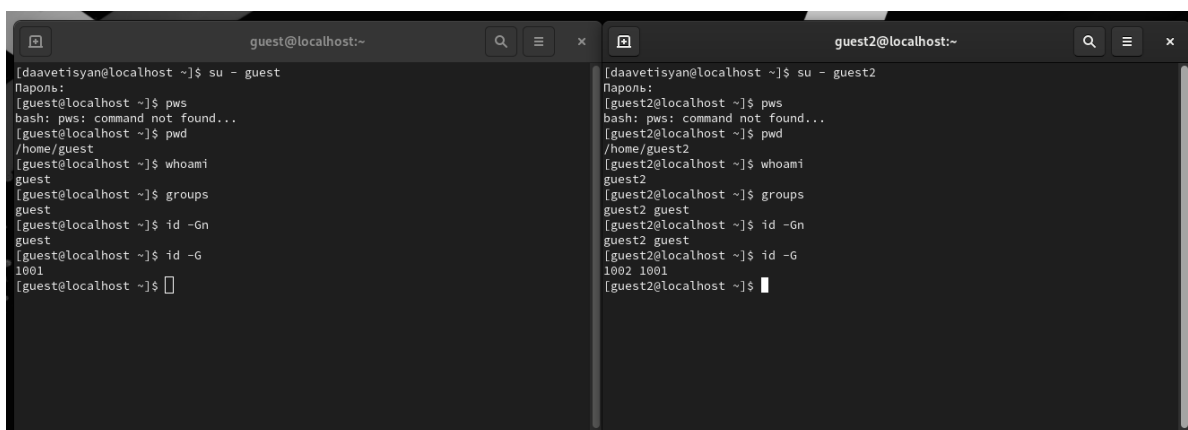 guest@localhost:~
[daavetisyan@localhost ~]$ su - guest
Пароль:
[guest@localhost ~]$ pws
bash: pws: command not found...
[guest@localhost ~]$ pwd
/home/guest
[guest@localhost ~]$ whoami
guest
[guest@localhost ~]$ groups
guest
[guest@localhost ~]$ id -Gn
guest
[guest@localhost ~]$ id -G
1001
[guest@localhost ~]$
guest2@localhost:~
[daavetisyan@localhost ~]$ su - guest2
Пароль:
[guest2@localhost ~]$ pws
bash: pws: command not found...
[guest2@localhost ~]$ pwd
/home/guest2
[guest2@localhost ~]$ whoami
guest2
[guest2@localhost ~]$ groups
guest2 guest
[guest2@localhost ~]$ id -Gn
guest2 guest
[guest2@localhost ~]$ id -G
1002 1001
[guest2@localhost ~]$